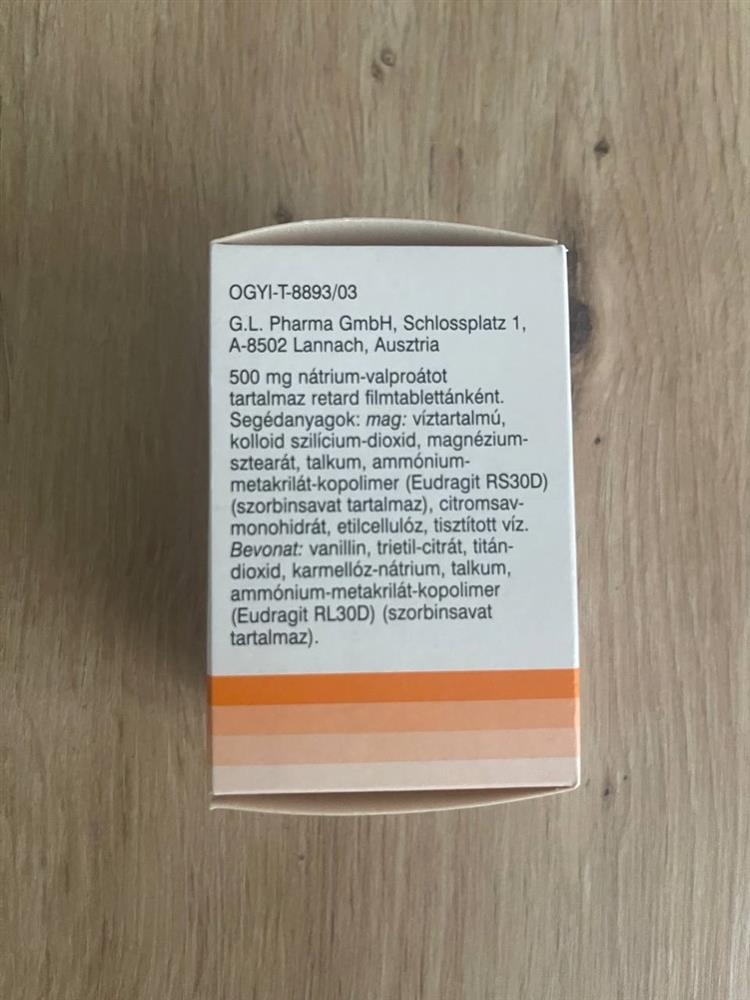 OGYI-T-8893/03
G.L. Pharma GmbH, Schlossplatz 1,
A-8502 Lannach, Ausztria
500 mg nátrium-valproátot
tartalmaz retard filmtablettánként.
Segédanyagok: mag: víztartalmú,
kolloid szilícium-dioxid, magnézium-
sztearát, talkum, ammónium-
metakrilát-kopolimer (Eudragit RS30D)
(szorbinsavat tartalmaz), citromsav-
monohidrát, etilcellulóz, tisztított víz.
Bevonat: vanillin, trietil-citrát, titán-
dioxid, karmellóz-nátrium, talkum,
ammónium-metakrilát-kopolimer
(Eudragit RL30D) (szorbinsavat
tartalmaz).